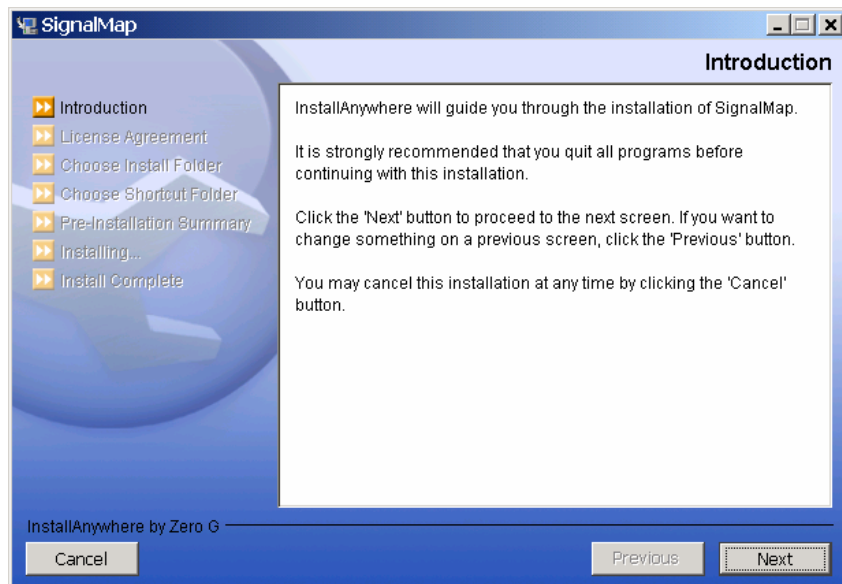 SignalMap
Introduction
Introduction
License Agreement
Choose Install Folder
Choose Shortcut Folder
Pre-Installation Summary
Installing...
Install Complete
InstallAnywhere will guide you through the installation of SignalMap.
It is strongly recommended that you quit all programs before
continuing with this installation.
Click the 'Next' button to proceed to the next screen. If you want to
change something on a previous screen, click the 'Previous' button.
You may cancel this installation at any time by clicking the 'Cancel'
button.
InstallAnywhere by Zero G
Cancel
Previous
Next